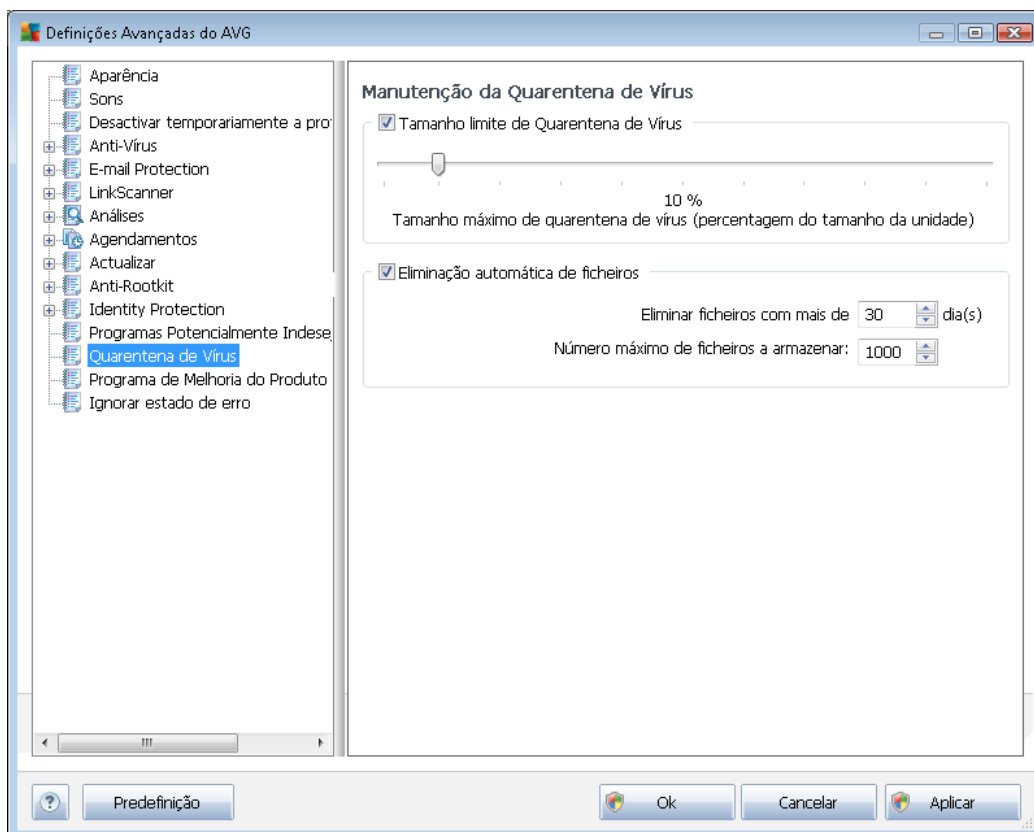 Definições Avançadas do AVG
Aparência
Sons
Desactivar temporariamente a pro
Anti-Vírus
E-mail Protection
LinkScanner
Análises
Agendamentos
Actualizar
Anti-Rootkit
Identity Protection
Programas Potencialmente Indese
Quarentena de Vírus
Programa de Melhoria do Produto
Ignorar estado de erro
Manutenção da Quarentena de Vírus
Tamanho limite de Quarentena de Vírus
10 %
Tamanho máximo de quarentena de vírus (percentagem do tamanho da unidade)
Eliminação automática de ficheiros
Eliminar ficheiros com mais de 30 dia(s)
Número máximo de ficheiros a armazenar: 1000
? Predefinição Ok Cancelar Aplicar